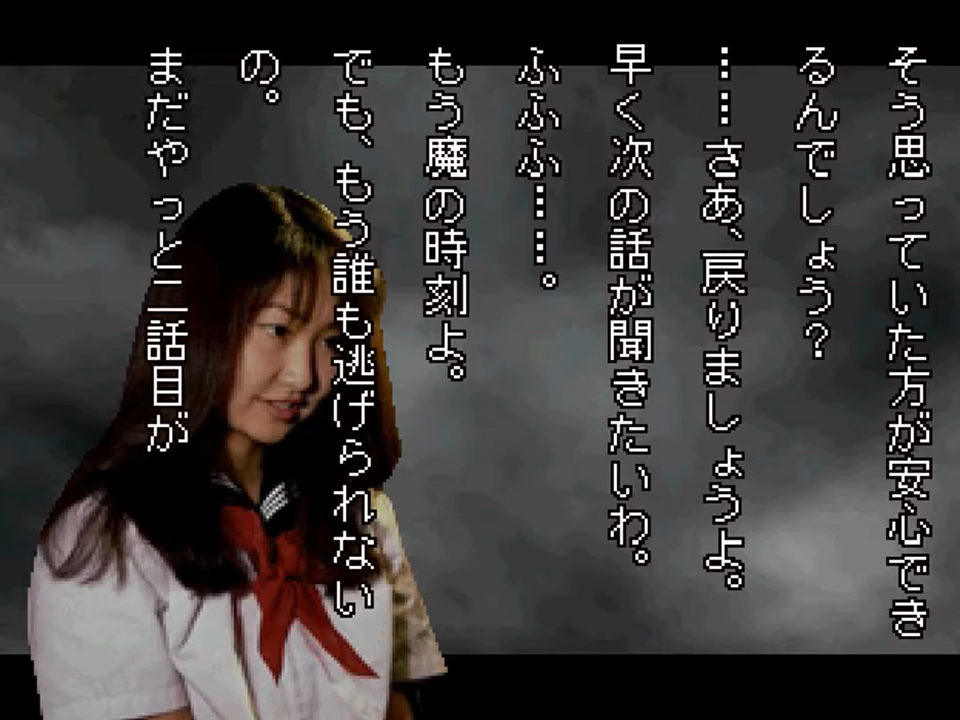 そう思っていた方が安心でき
るんでしょう?
……さあ、戻りましょうよ。
早く次の話が聞きたいわ。
ふふふ……。
もう魔の時刻よ。
でも、もう誰も逃げられない
の。
まだやっと二話目が